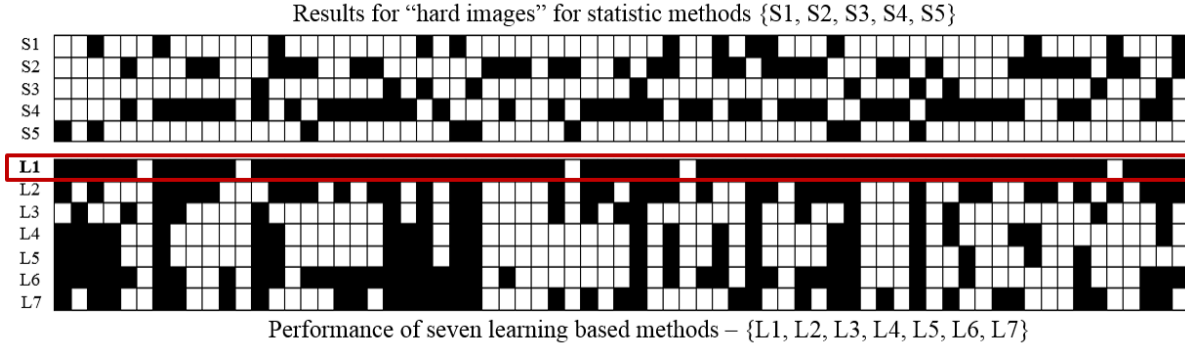 Results for “hard images” for statistic methods {S1, S2, S3, S4, S5}
S1
S2
S3
S4
S5
L1
L2
L3
L4
L5
L6
L7
Performance of seven learning based methods – {L1, L2, L3, L4, L5, L6, L7}